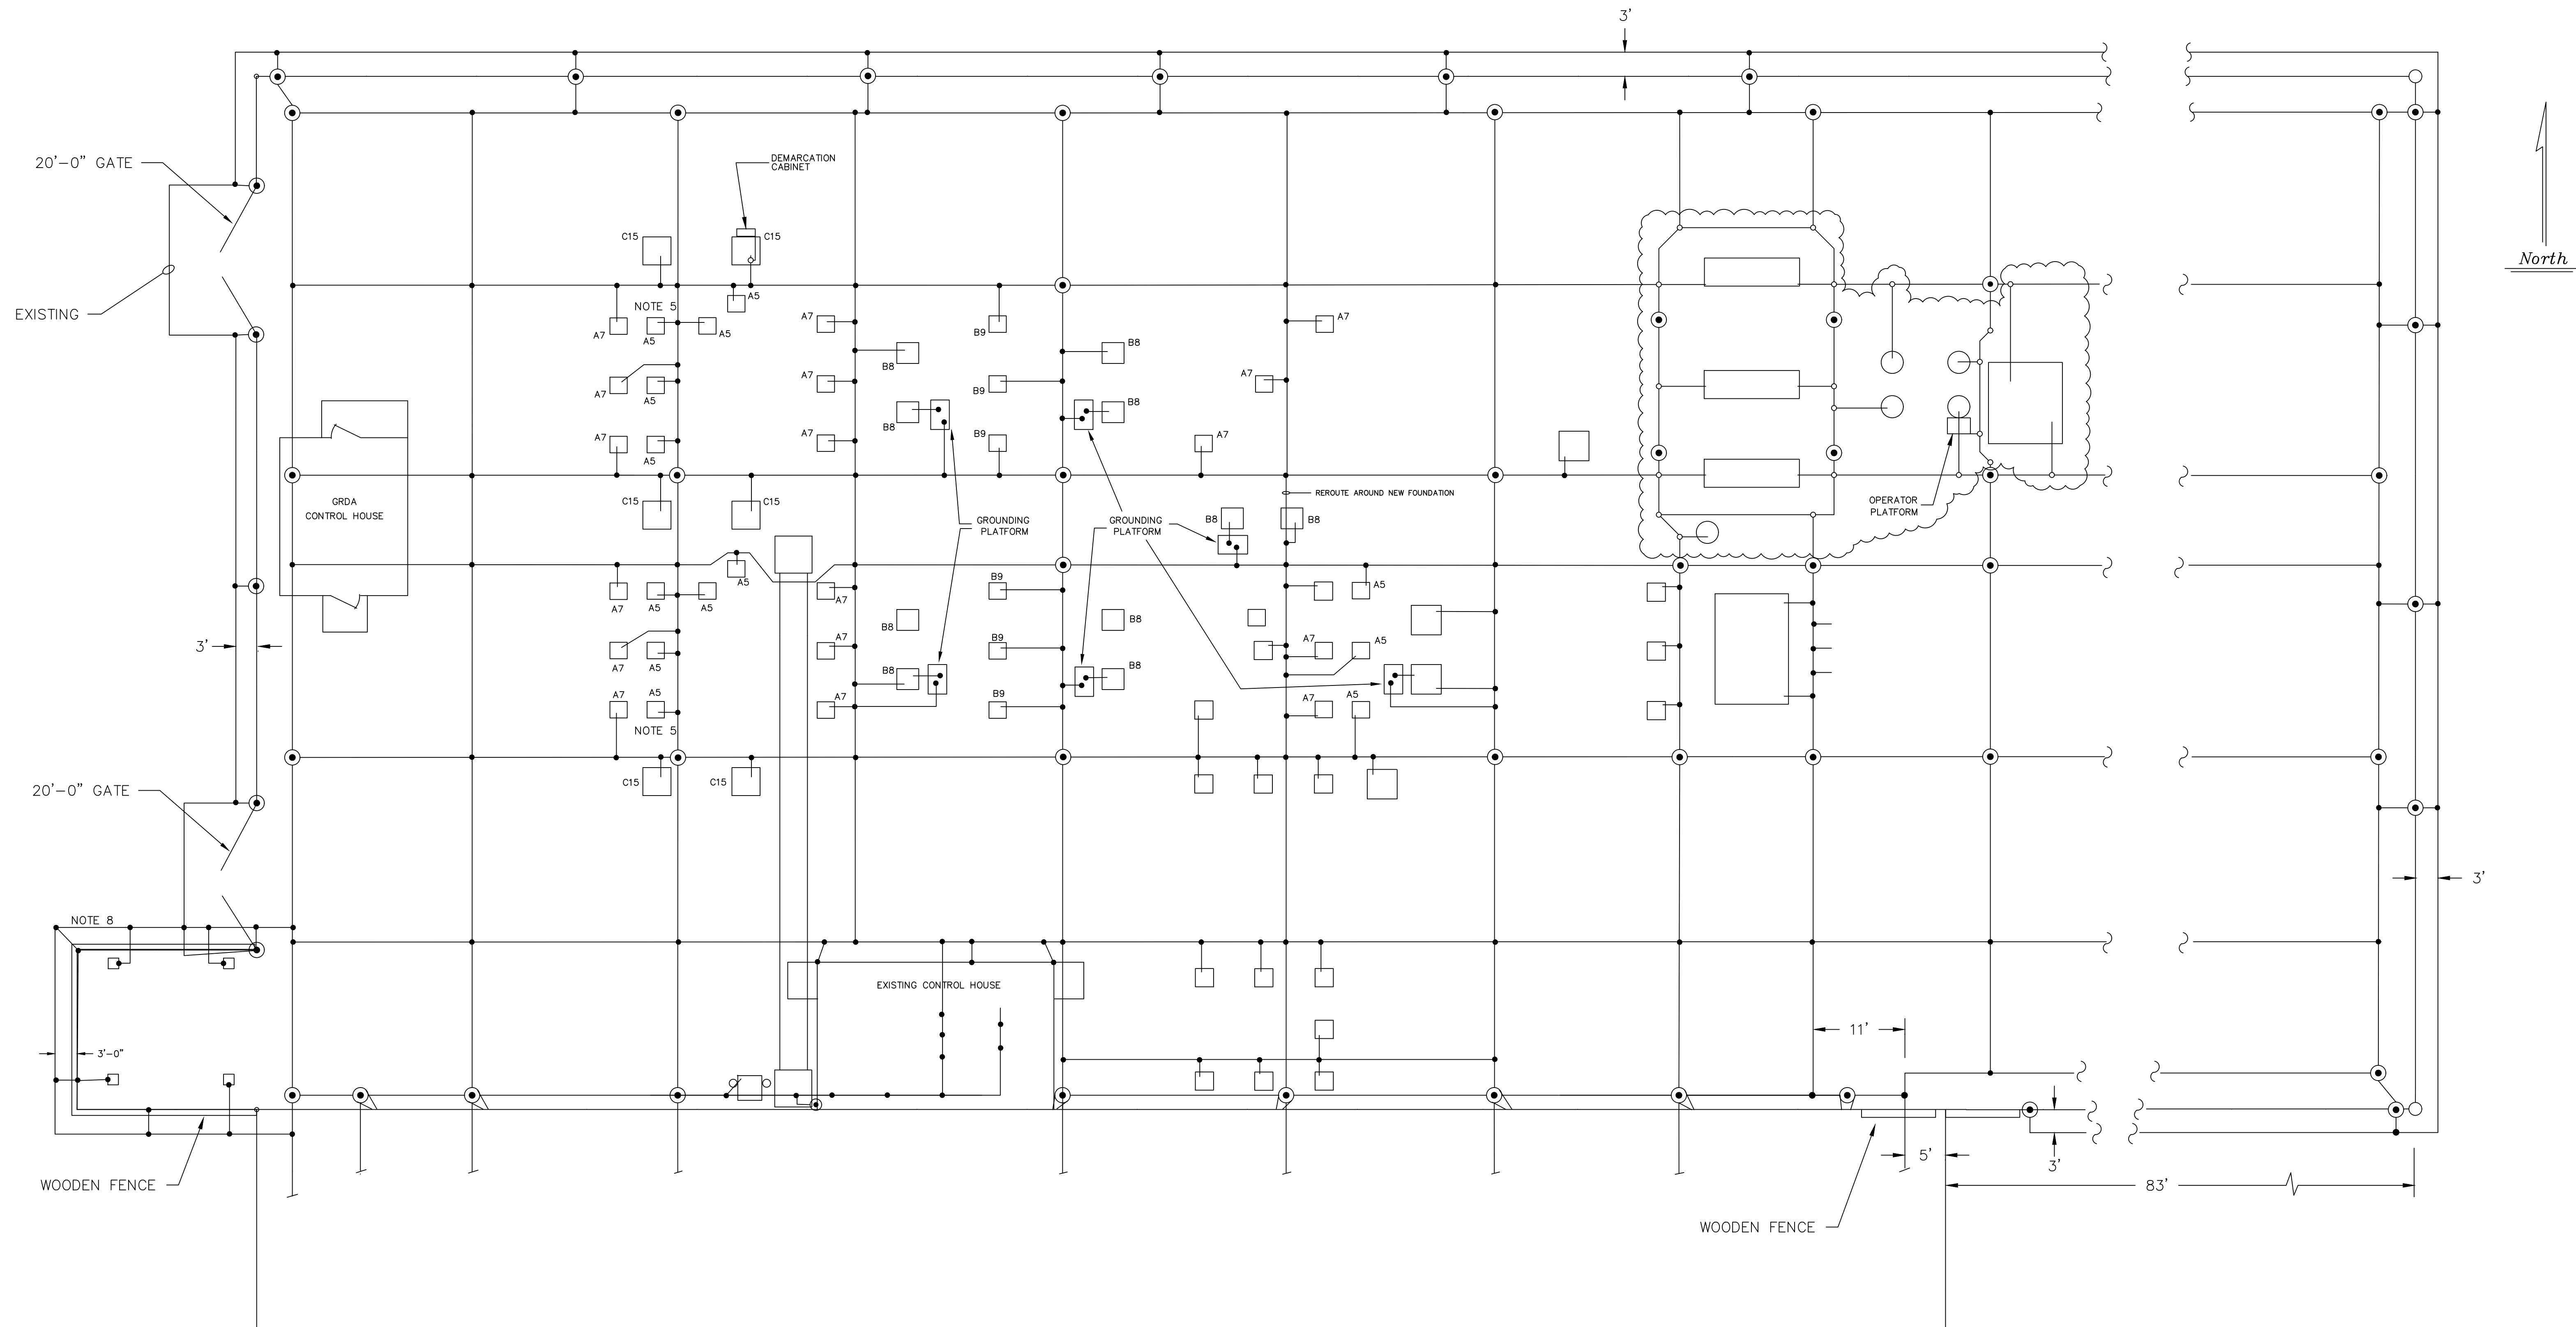 3'
20'-0" GATE
DEMARCATION
CABINET
North
C15
C15
A5
EXISTING
NOTE 5
A7
A5
A5
A7
B9
A7
B8
B8
A7
A5
A7
B9
A7
B8
B8
A7
A5
A7
B9
A7
REROUTE AROUND NEW FOUNDATION
GRDA
CONTROL HOUSE
C15
C15
GROUNDING
PLATFORM
GROUNDING
PLATFORM
B8
B8
OPERATOR
PLATFORM
A5
B9
A5
A7
A5
A5
A7
B8
B8
3'
A7
A5
A7
B9
A7
A5
B8
B8
A7
A5
A7
B9
A7
A5
NOTE 5
C15
C15
20'-0" GATE
3'
NOTE 8
EXISTING CONTROL HOUSE
11'
3'-0"
5'
3'
WOODEN FENCE
83'
WOODEN FENCE